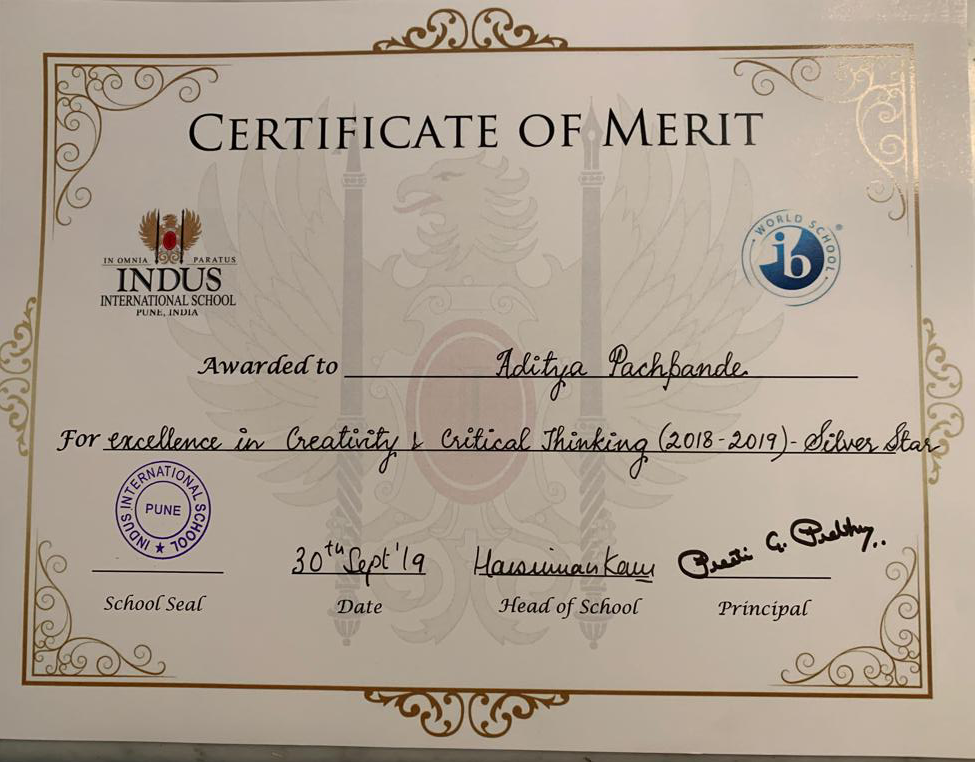 CERTIFICATE OF MERIT
IN OMNIA PARATUS
INDUS
INTERNATIONAL SCHOOL
PUNE, INDIA
WORLD SCHOOL
ib
®
Awarded to Aditya Pachpande
For excellence in Creativity & Critical Thinking (2018-2019)- Silver Star
INDUS INTERNATIONAL SCHOOL
PUNE
30th Sept '19
School Seal
Date
Head of School
Principal